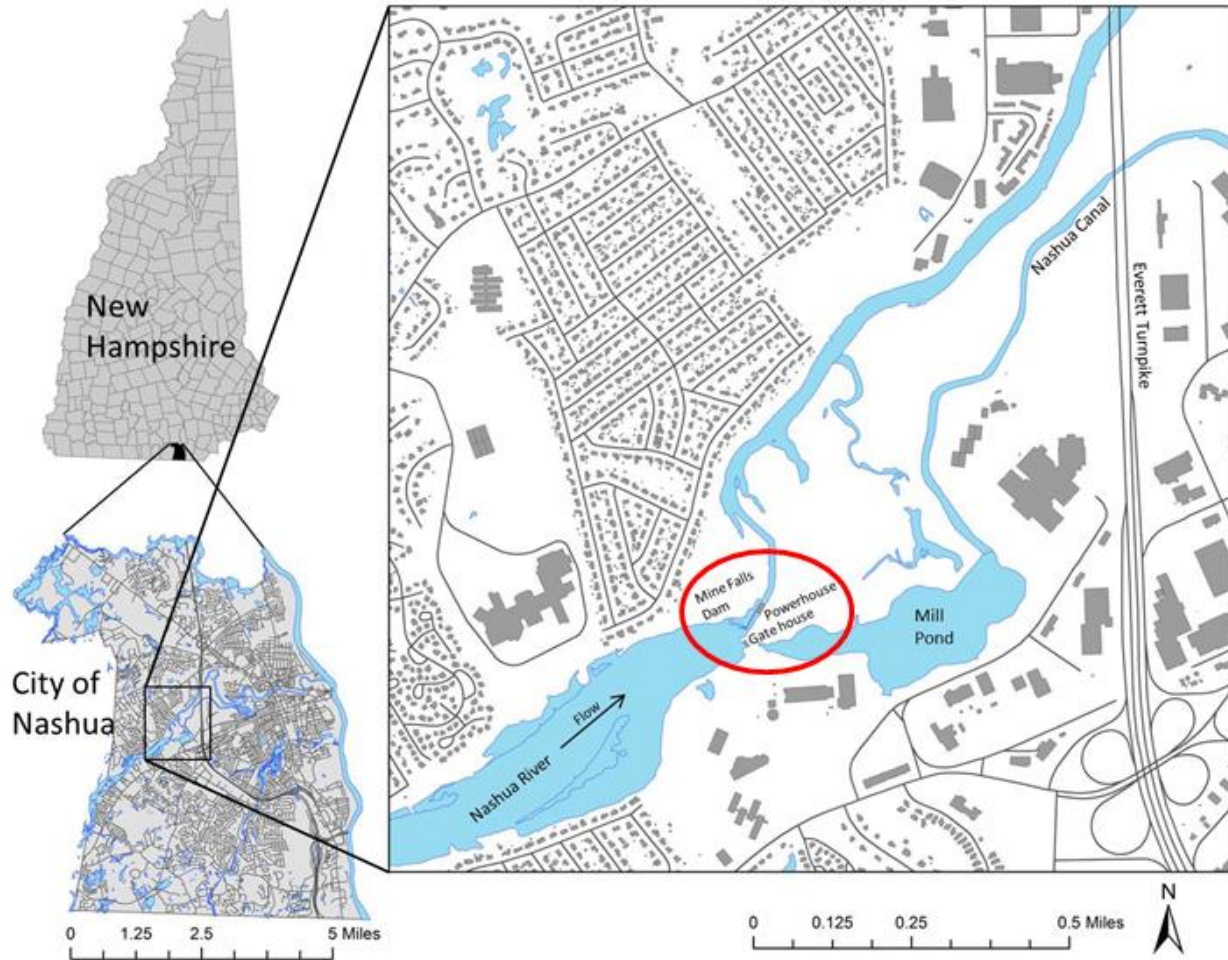 New
Hampshire
City of
Nashua
0 1.25 2.5 5 Miles
Nashua Canal
Everett Turnpike
Mine Falls
Dam
Powerhouse
Gate house
Mill
Pond
Flow
Nashua River
0 0.125 0.25 0.5 Miles
N